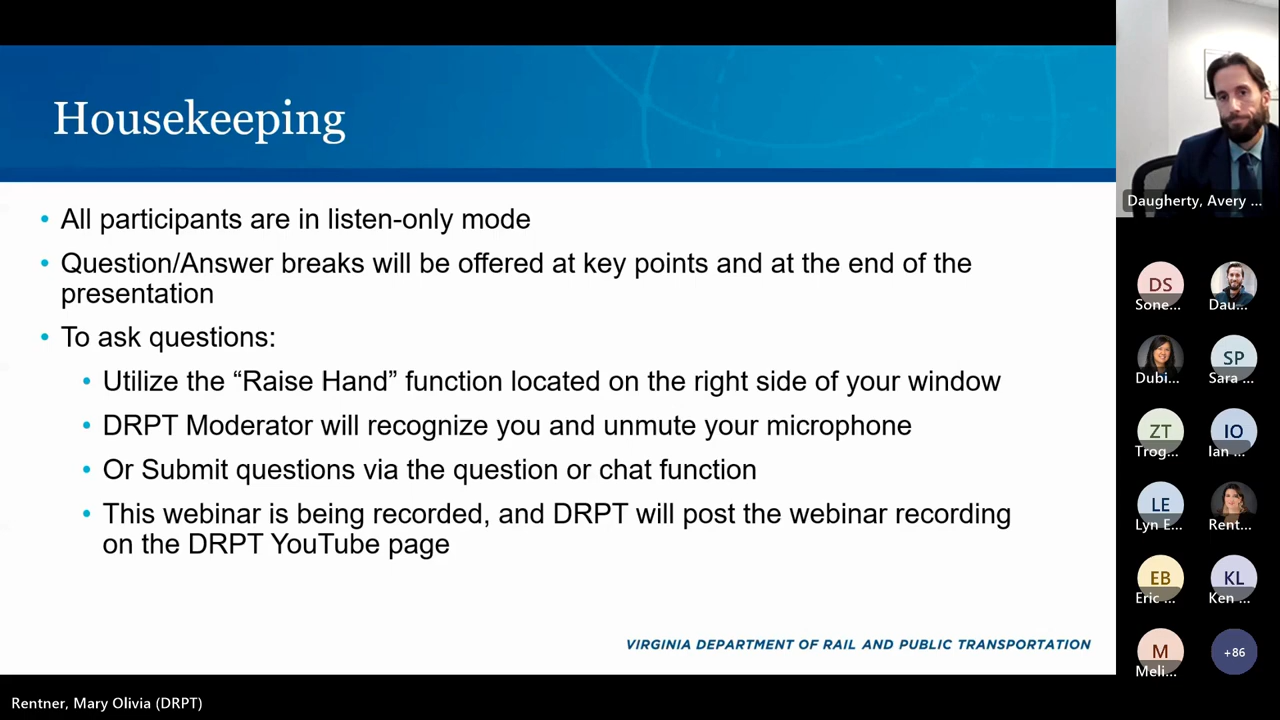 Housekeeping
• All participants are in listen-only mode
• Question/Answer breaks will be offered at key points and at the end of the
presentation
• To ask questions:
• Utilize the “Raise Hand” function located on the right side of your window
• DRPT Moderator will recognize you and unmute your microphone
• Or Submit questions via the question or chat function
• This webinar is being recorded, and DRPT will post the webinar recording
on the DRPT YouTube page
VIRGINIA DEPARTMENT OF RAIL AND PUBLIC TRANSPORTATION
Rentner, Mary Olivia (DRPT)
Daugherty, Avery ...
DS
Sone...
Dau...
Dubi...
SP
Sara ...
ZT
Trog...
IO
Ian ...
LE
Lyn E...
Rent...
EB
Eric ...
KL
Ken ...
M
Meli...
+86